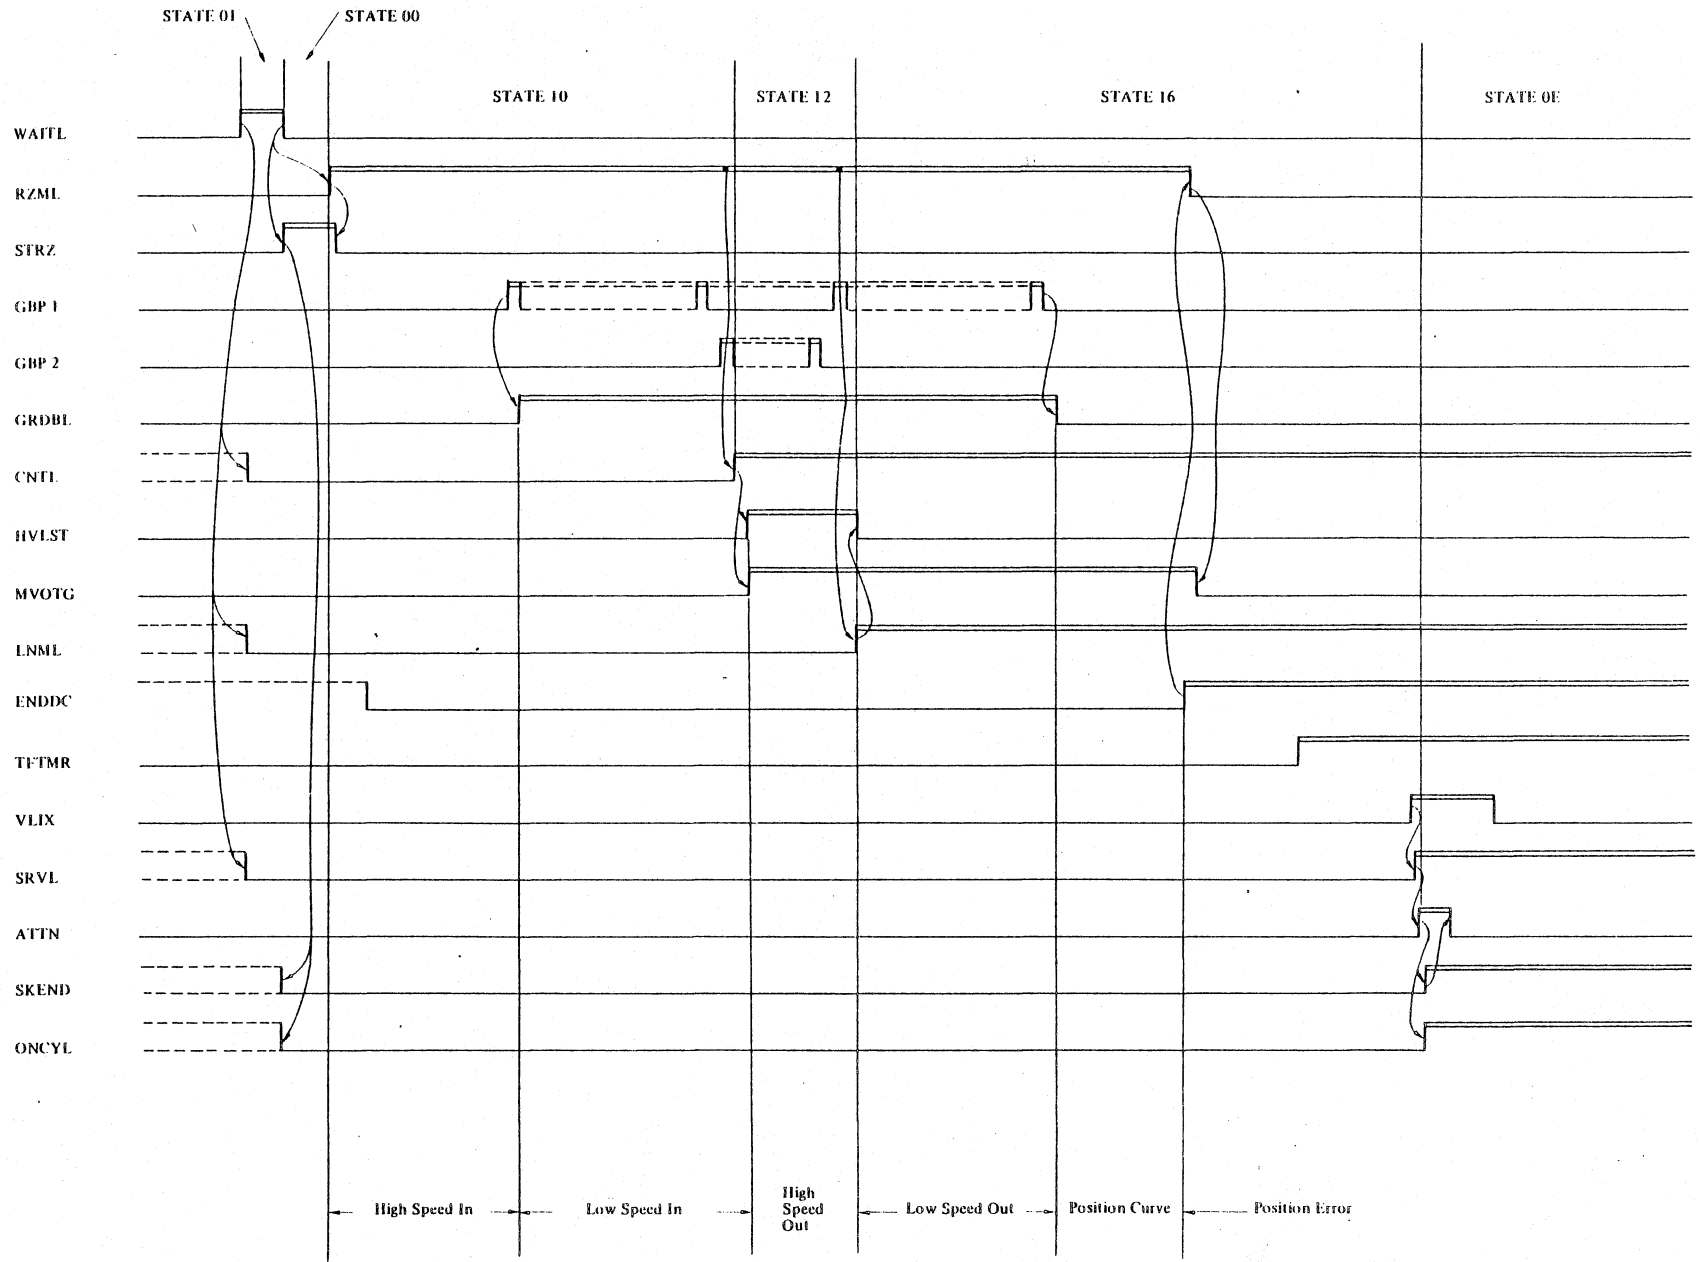 STATE 01
STATE 00
STATE 10
STATE 12
STATE 16
STATE 0E
WAITL
RZML
STRZ
GBP 1
GBP 2
GRDBL
CNTL
HVLST
MVOTG
LNML
ENDDC
TFTMR
VLIX
SRVL
ATTN
SKEND
ONCYL
High Speed In
Low Speed In
High
Speed
Out
Low Speed Out
Position Curve
Position Error